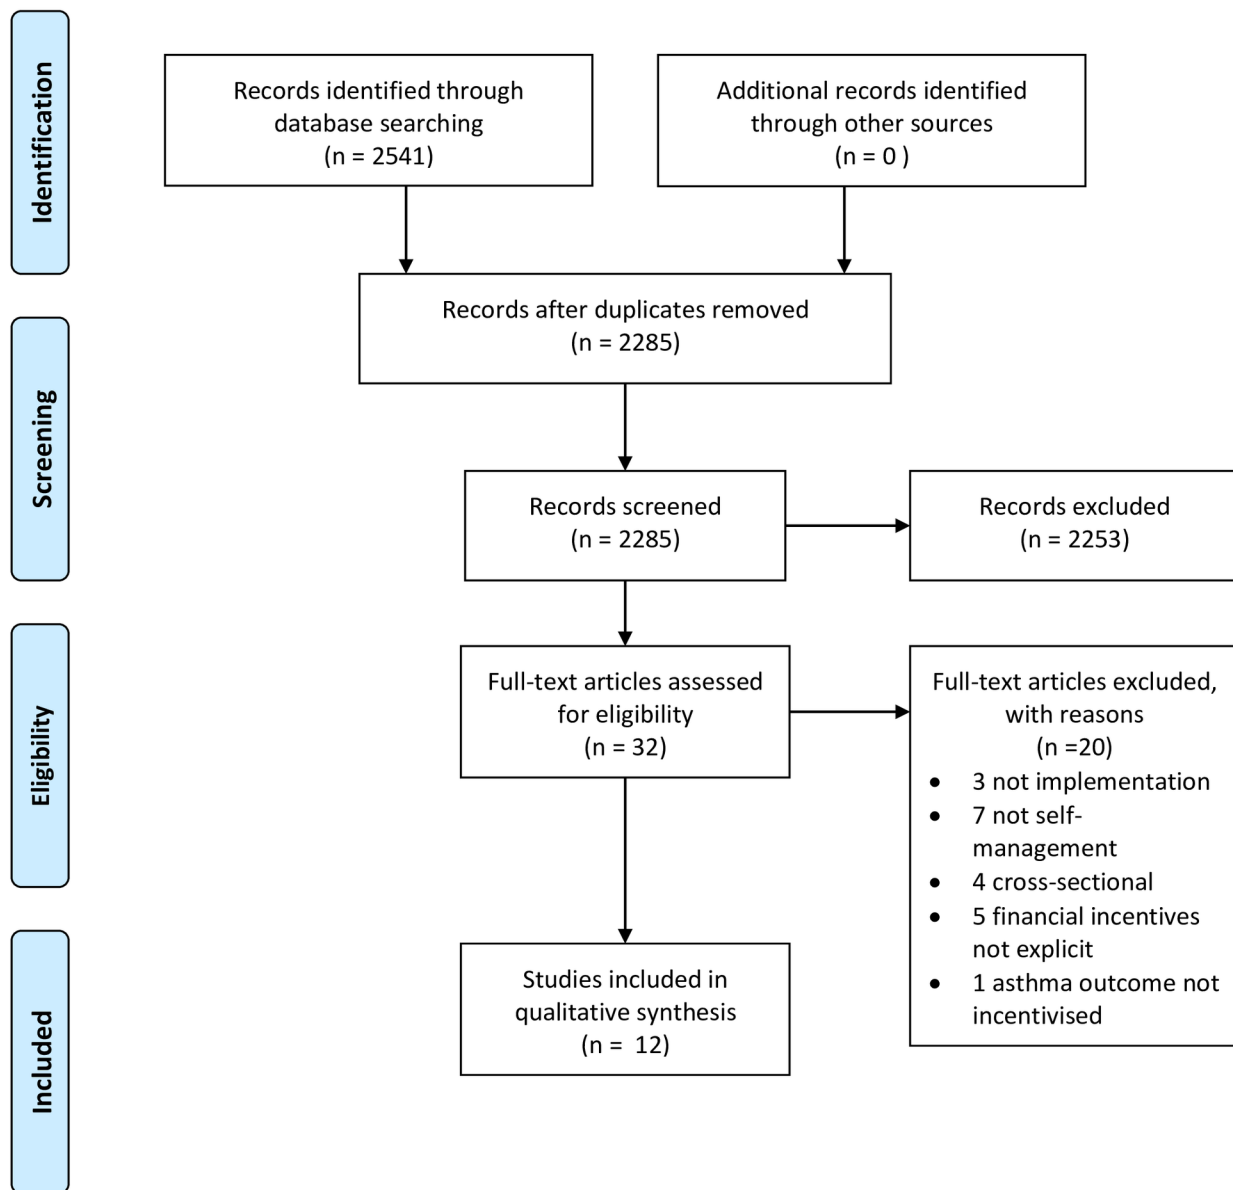 Identification
Records identified through
database searching
(n = 2541)
Additional records identified
through other sources
(n = 0 )
Records after duplicates removed
(n = 2285)
Screening
Records screened
(n = 2285)
Records excluded
(n = 2253)
Eligibility
Full-text articles assessed
for eligibility
(n = 32)
Full-text articles excluded,
with reasons
(n =20)
• 3 not implementation
• 7 not self-
management
• 4 cross-sectional
• 5 financial incentives
not explicit
• 1 asthma outcome not
incentivised
Included
Studies included in
qualitative synthesis
(n =  12)